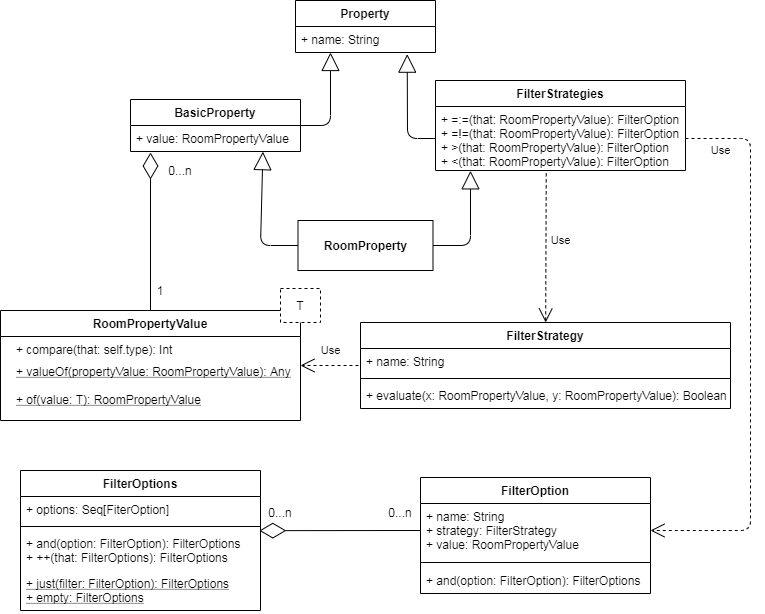 Property
+ name: String
FilterStrategies
+ =:=(that: RoomPropertyValue): FilterOption
+ =!=(that: RoomPropertyValue): FilterOption
+ >(that: RoomPropertyValue): FilterOption
+ <(that: RoomPropertyValue): FilterOption
BasicProperty
+ value: RoomPropertyValue
Use
0...n
RoomProperty
Use
1
T
RoomPropertyValue
+ compare(that: self.type): Int
+ valueOf(propertyValue: RoomPropertyValue): Any
+ of(value: T): RoomPropertyValue
Use
FilterStrategy
+ name: String
+ evaluate(x: RoomPropertyValue, y: RoomPropertyValue): Boolean
FilterOptions
+ options: Seq[FiterOption]
+ and(option: FilterOption): FilterOptions
+ ++(that: FilterOptions): FilterOptions
+ just(filter: FilterOption): FilterOptions
+ empty: FilterOptions
0...n
0...n
FilterOption
+ name: String
+ strategy: FilterStrategy
+ value: RoomPropertyValue
+ and(option: FilterOption): FilterOptions